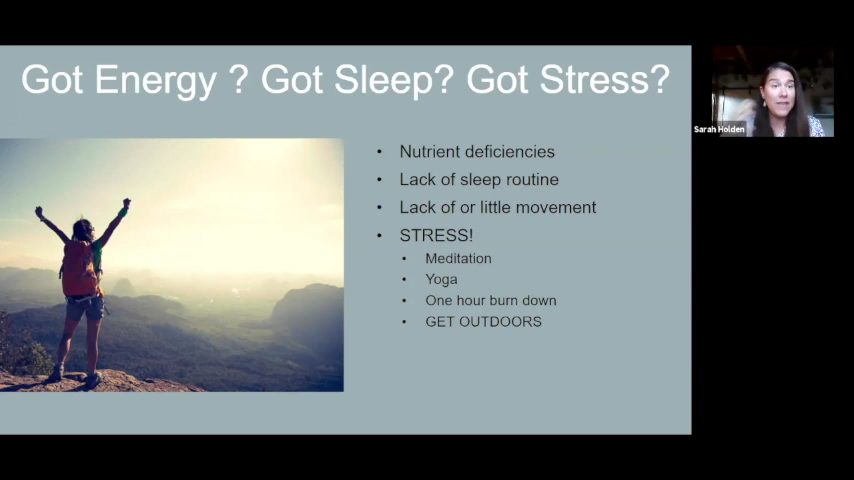 Got Energy ? Got Sleep? Got Stress?
Sarah Holden
• Nutrient deficiencies
• Lack of sleep routine
• Lack of or little movement
• STRESS!
• Meditation
• Yoga
• One hour burn down
• GET OUTDOORS